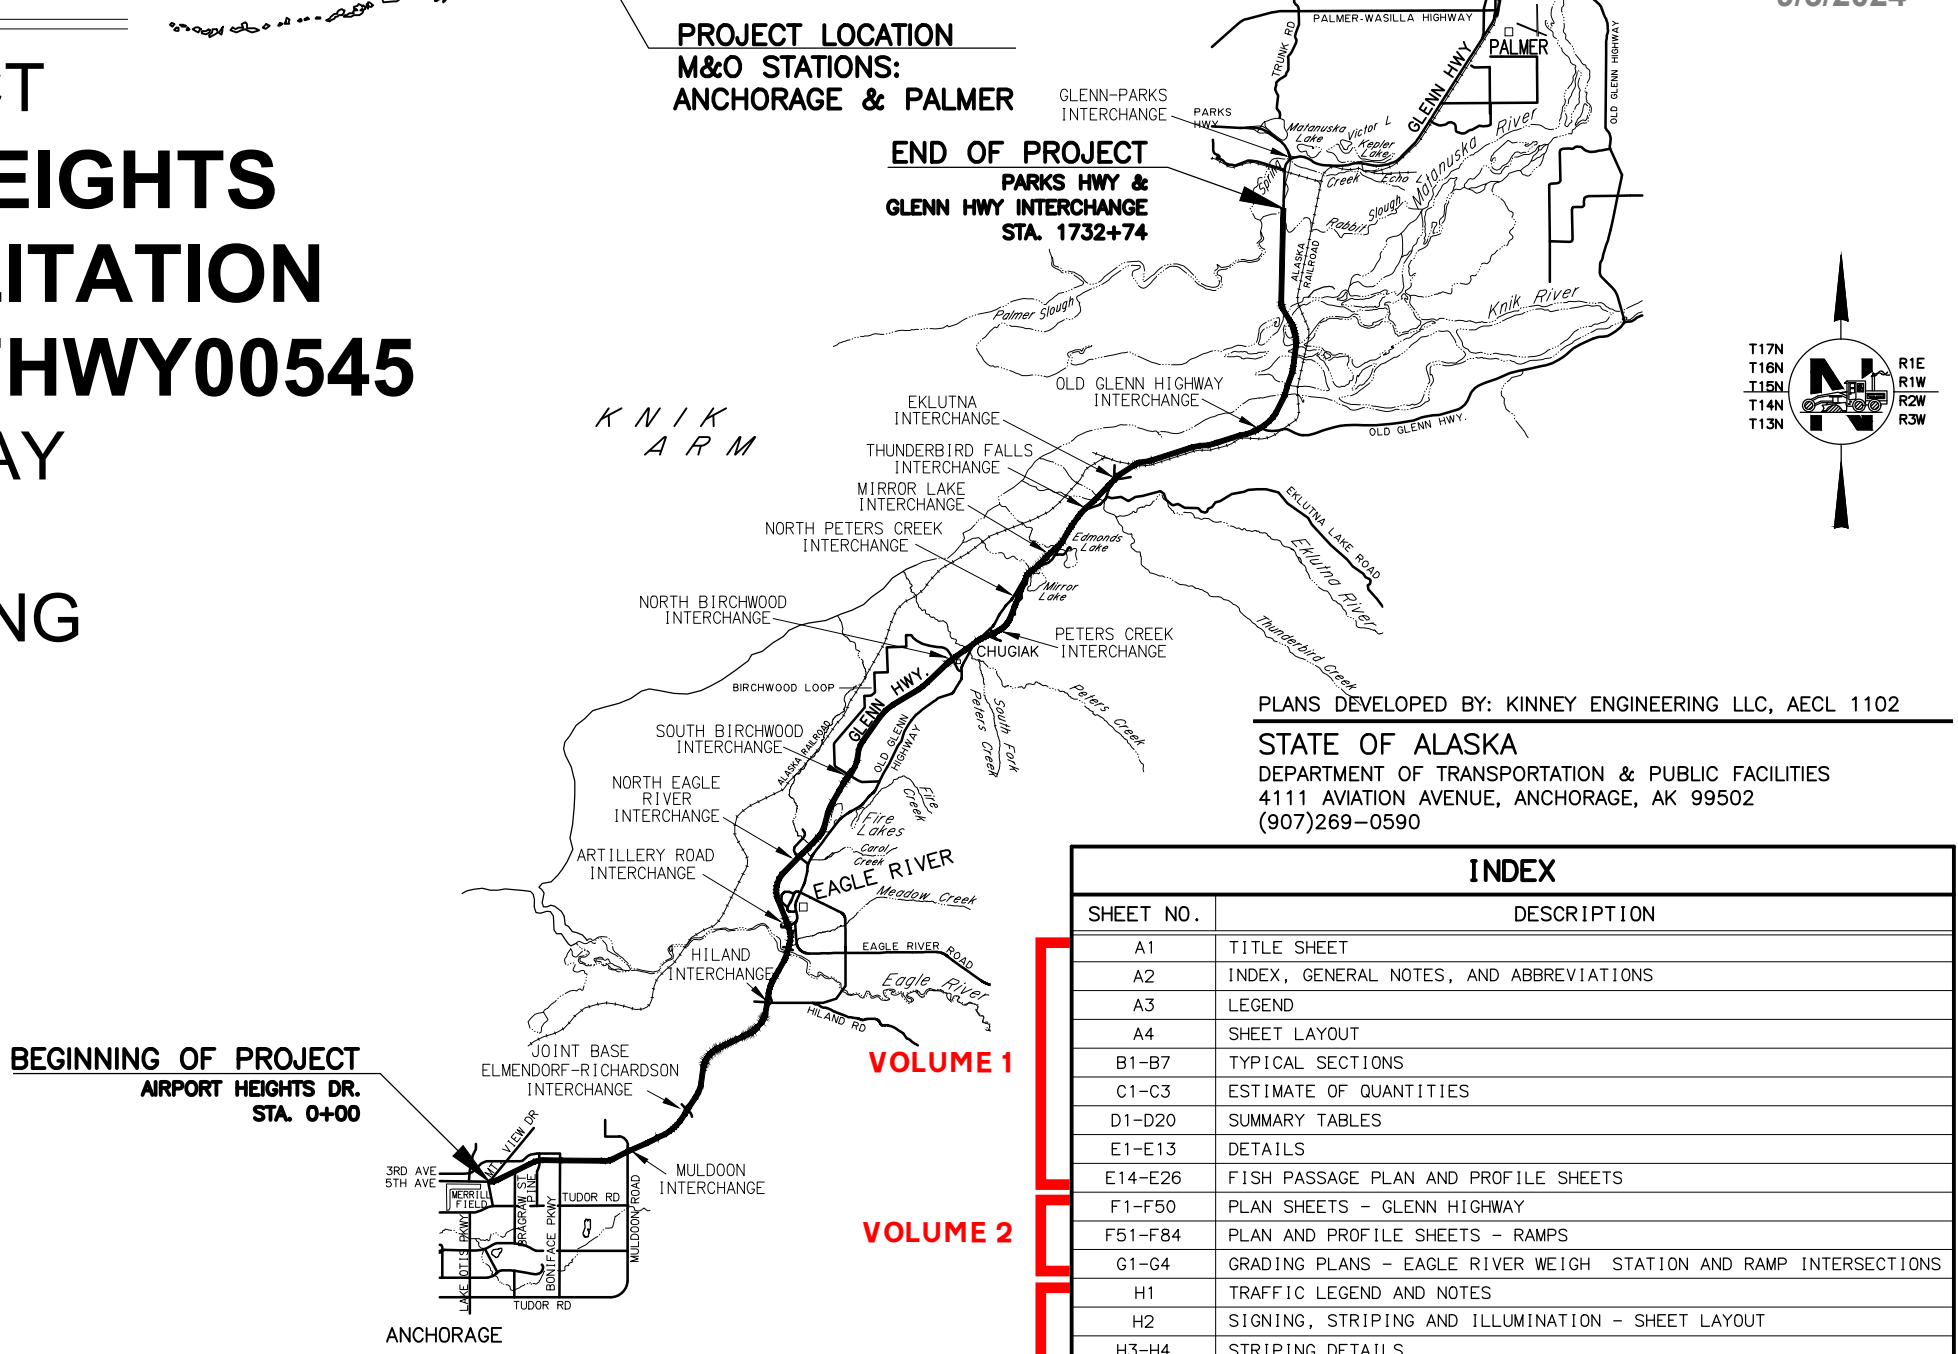 CT
EIGHTS
LITATION
FHWY00545
AY
NG
PROJECT LOCATION
M&O STATIONS:
ANCHORAGE & PALMER
PALMER-WASILLA HIGHWAY
TRUNK RD
PALMER
GLENN HWY
OLD GLENN HIGHWAY
GLENN-PARKS
INTERCHANGE
PARKS
HWY
Matanuska
Lake
Victor L
Kepler
Lake
Spring
Creek
Echo L
Matanuska River
Rabbit Slough
END OF PROJECT
PARKS HWY &
GLENN HWY INTERCHANGE
STA. 1732+74
ALASKA
RAILROAD
Palmer Slough
Knik River
T17N
T16N
T15N
T14N
T13N
N
R1E
R1W
R2W
R3W
KNIK
ARM
OLD GLENN HIGHWAY
INTERCHANGE
OLD GLENN HWY.
EKLUTNA
INTERCHANGE
THUNDERBIRD FALLS
INTERCHANGE
MIRROR LAKE
INTERCHANGE
NORTH PETERS CREEK
INTERCHANGE
EKLUTNA LAKE ROAD
Eklutna River
Edmonds
Lake
Mirror
Lake
Thunderbird Creek
NORTH BIRCHWOOD
INTERCHANGE
PETERS CREEK
INTERCHANGE
CHUGIAK
BIRCHWOOD LOOP
GLENN HWY.
Peters Creek
South Fork
Peters Creek
SOUTH BIRCHWOOD
INTERCHANGE
ALASKA RAILROAD
OLD GLENN
HIGHWAY
NORTH EAGLE
RIVER
INTERCHANGE
Fire
Creek
Fire
Lakes
Carol
Creek
ARTILLERY ROAD
INTERCHANGE
EAGLE RIVER
Meadow Creek
EAGLE RIVER ROAD
HILAND
INTERCHANGE
Eagle River
HILAND RD
BEGINNING OF PROJECT
AIRPORT HEIGHTS DR.
STA. 0+00
JOINT BASE
ELMENDORF-RICHARDSON
INTERCHANGE
MT. VIEW DR
3RD AVE
5TH AVE
MERRILL
FIELD
BRAGRAW ST
PINE
BONIFACE PKWY
TUDOR RD
MULDOON ROAD
MULDOON
INTERCHANGE
LAKE OTIS PKWY
TUDOR RD
ANCHORAGE
PLANS DEVELOPED BY: KINNEY ENGINEERING LLC, AECL 1102
STATE OF ALASKA
DEPARTMENT OF TRANSPORTATION & PUBLIC FACILITIES
4111 AVIATION AVENUE, ANCHORAGE, AK 99502
(907)269-0590
INDEX
SHEET NO. DESCRIPTION
A1 TITLE SHEET
A2 INDEX, GENERAL NOTES, AND ABBREVIATIONS
A3 LEGEND
A4 SHEET LAYOUT
VOLUME 1
B1-B7 TYPICAL SECTIONS
C1-C3 ESTIMATE OF QUANTITIES
D1-D20 SUMMARY TABLES
E1-E13 DETAILS
E14-E26 FISH PASSAGE PLAN AND PROFILE SHEETS
F1-F50 PLAN SHEETS - GLENN HIGHWAY
VOLUME 2
F51-F84 PLAN AND PROFILE SHEETS - RAMPS
G1-G4 GRADING PLANS - EAGLE RIVER WEIGH STATION AND RAMP INTERSECTIONS
H1 TRAFFIC LEGEND AND NOTES
H2 SIGNING, STRIPING AND ILLUMINATION - SHEET LAYOUT
H3-H4 STRIPING DETAILS